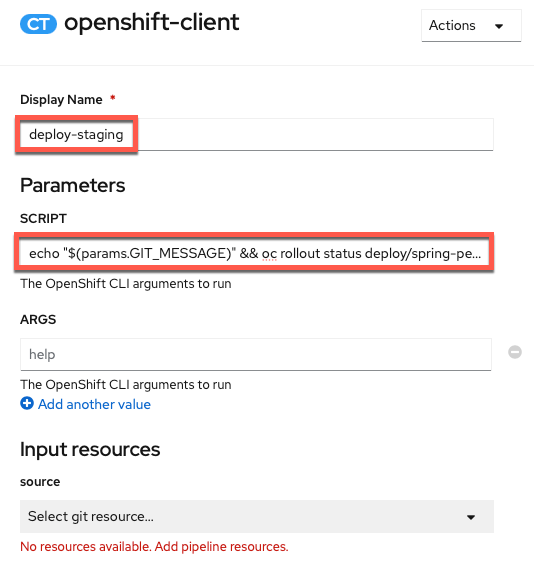 CT openshift-client
Actions
Display Name *
deploy-staging
Parameters
SCRIPT
echo "$(params.GIT_MESSAGE)" && oc rollout status deploy/spring-pe...
The OpenShift CLI arguments to run
ARGS
help
The OpenShift CLI arguments to run
Add another value
Input resources
source
Select git resource...
No resources available. Add pipeline resources.